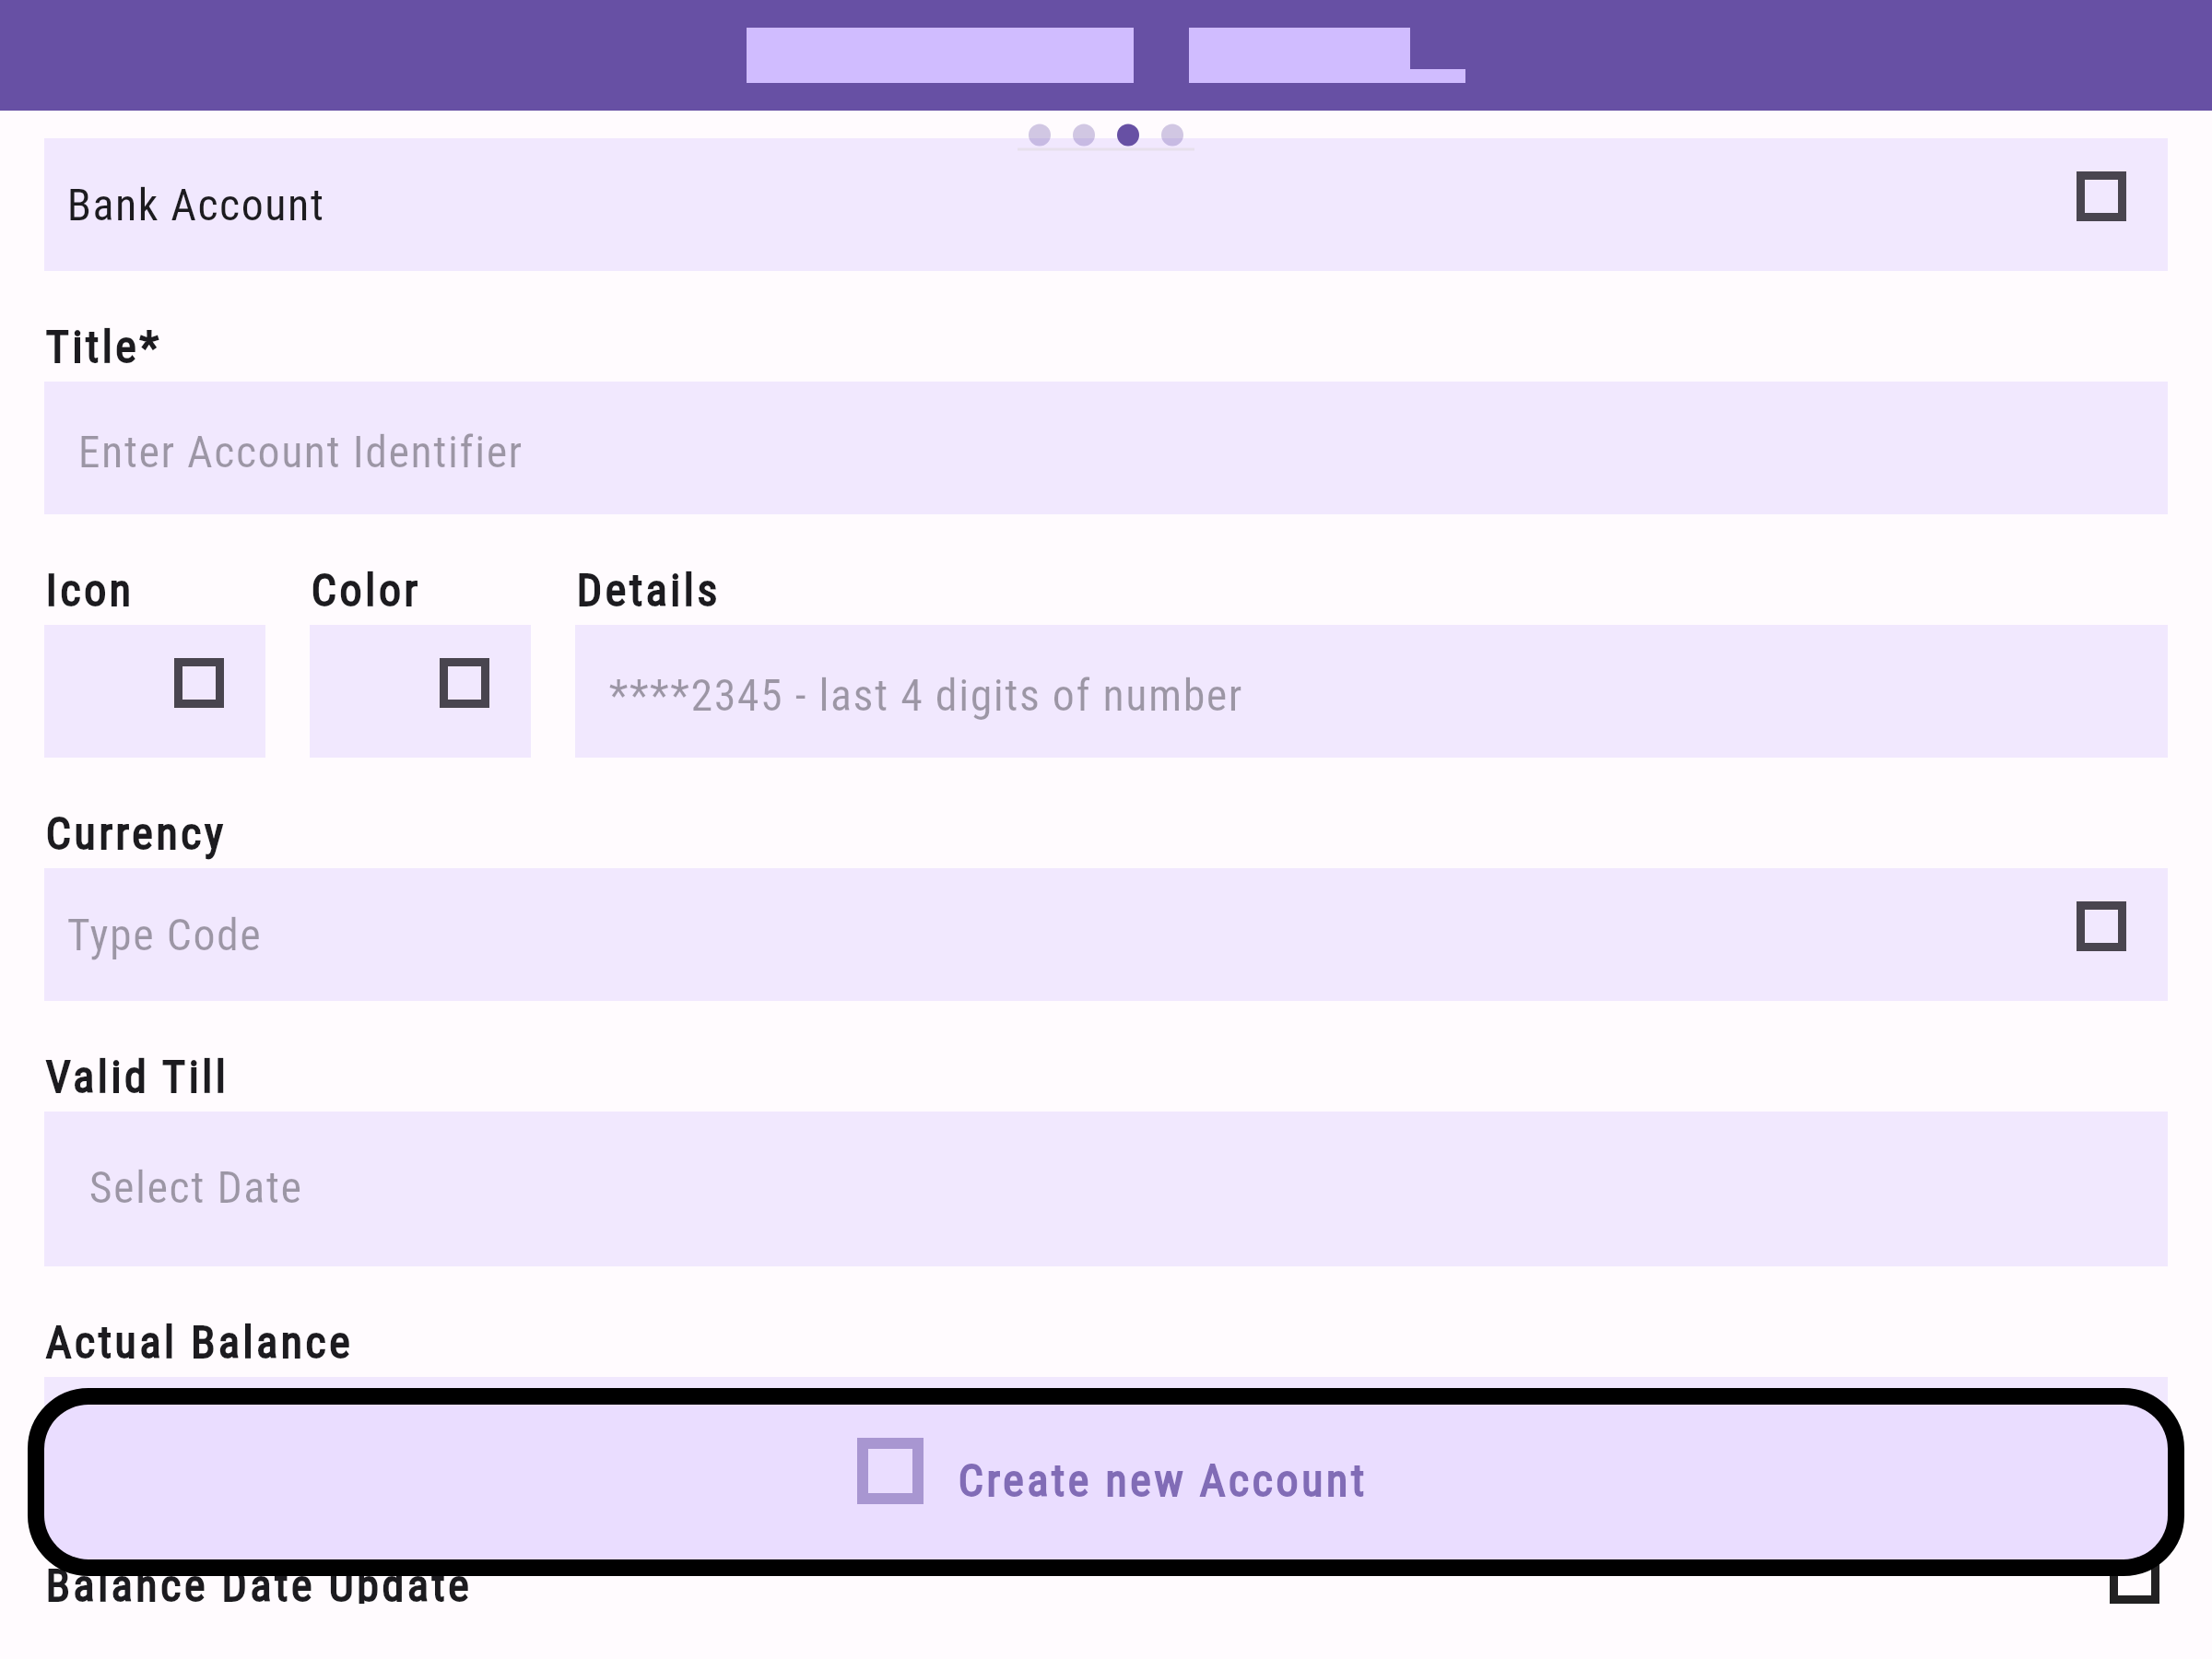 Bank Account
Title*
Enter Account Identifier
Icon Color Details
****2345 - last 4 digits of number
Currency
Type Code
Valid Till
Select Date
Actual Balance
Create new Account
Balance Date Update